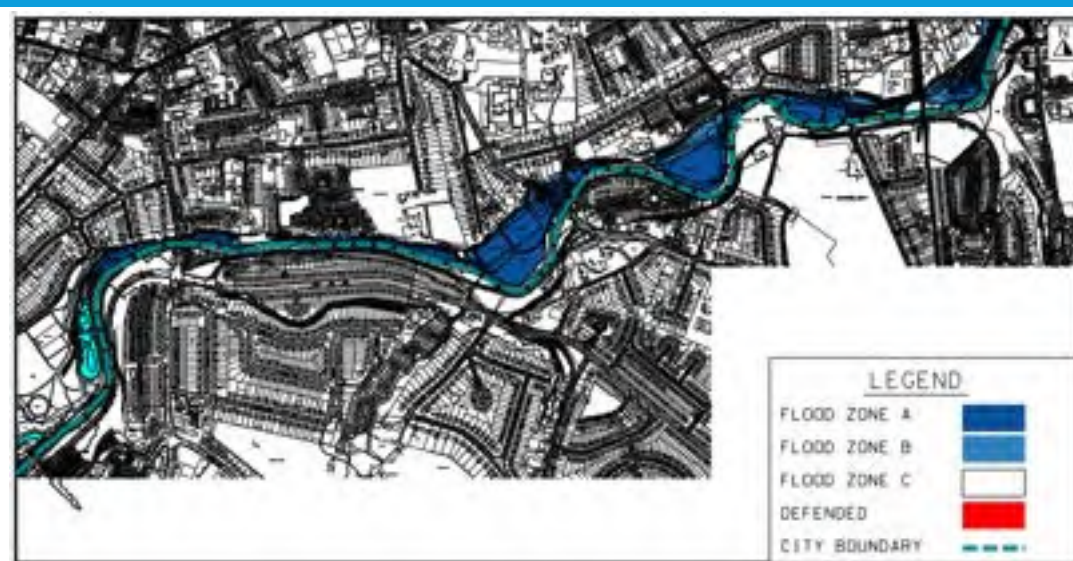 N
LEGEND
FLOOD ZONE A
FLOOD ZONE B
FLOOD ZONE C
DEFENDED
CITY BOUNDARY